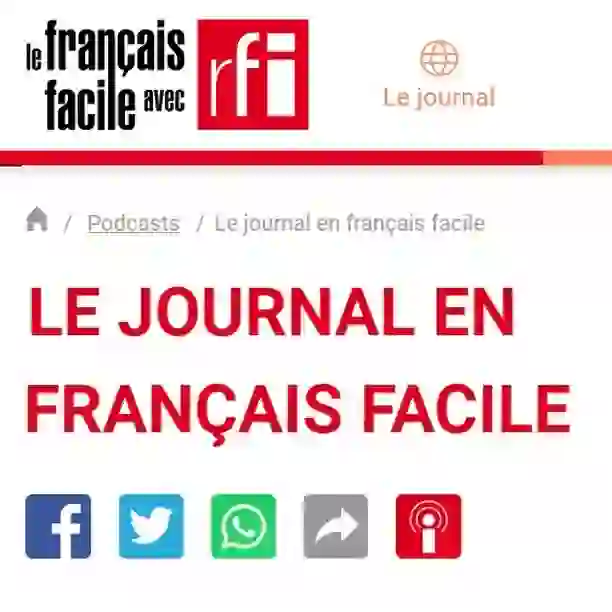 le français
facile avec
rfi
Le journal
/ Podcasts / Le journal en français facile
LE JOURNAL EN
FRANÇAIS FACILE